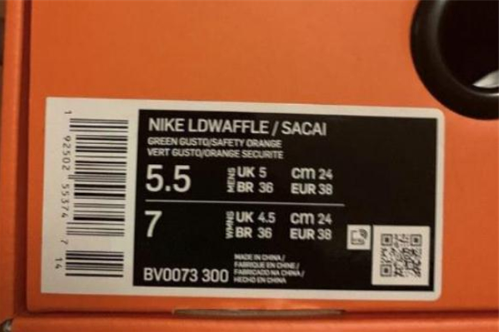 NIKE LDWAFFLE / SACAI
GREEN GUSTO/SAFETY ORANGE
VERT GUSTO/ORANGE SECURITE
5.5 MENS UK 5 cm 24
BR 36 EUR 38
7 WMNS UK 4.5 cm 24
BR 36 EUR 38
BV0073 300
MADE IN CHINA /
FABRIQUE EN CHINE /
FABRICADO NA CHINA /
HECHO EN CHINA
1 92502 55374 7 14